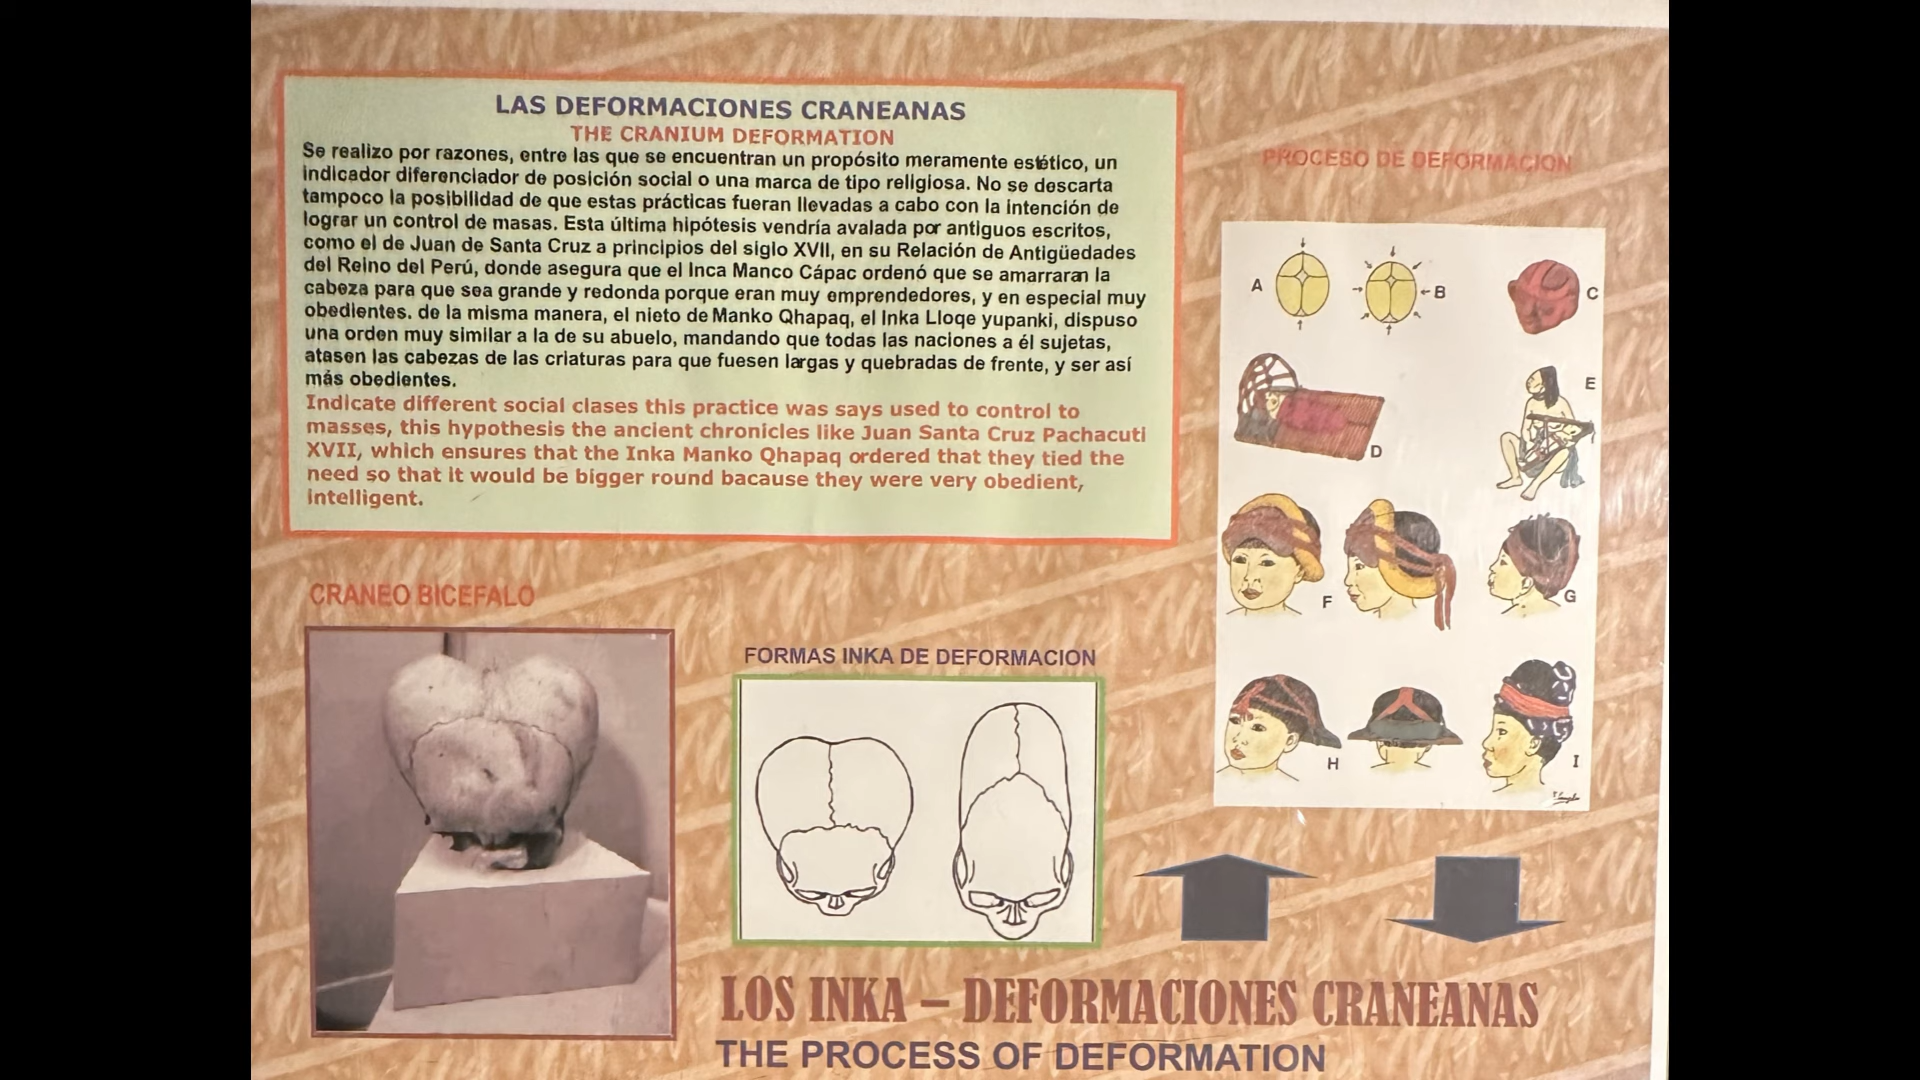 LAS DEFORMACIONES CRANEANAS
THE CRANIUM DEFORMATION
Se realizo por razones, entre las que se encuentran un propósito meramente estético, un
indicador diferenciador de posición social o una marca de tipo religiosa. No se descarta
tampoco la posibilidad de que estas prácticas fueran llevadas a cabo con la intención de
lograr un control de masas. Esta última hipótesis vendría avalada por antiguos escritos,
como el de Juan de Santa Cruz a principios del siglo XVII, en su Relación de Antigüedades
del Reino del Perú, donde asegura que el Inca Manco Cápac ordenó que se amarraran la
cabeza para que sea grande y redonda porque eran muy emprendedores, y en especial muy
obedientes. de la misma manera, el nieto de Manko Qhapaq, el Inka Lloqe yupanki, dispuso
una orden muy similar a la de su abuelo, mandando que todas las naciones a él sujetas,
atasen las cabezas de las criaturas para que fuesen largas y quebradas de frente, y ser así
más obedientes.
Indicate different social clases this practice was says used to control to
masses, this hypothesis the ancient chronicles like Juan Santa Cruz Pachacuti
XVII, which ensures that the Inka Manko Qhapaq ordered that they tied the
need so that it would be bigger round bacause they were very obedient,
intelligent.
PROCESO DE DEFORMACION
A
B
C
D
E
F
G
H
I
CRANEO BICEFALO
FORMAS INKA DE DEFORMACION
LOS INKA – DEFORMACIONES CRANEANAS
THE PROCESS OF DEFORMATION